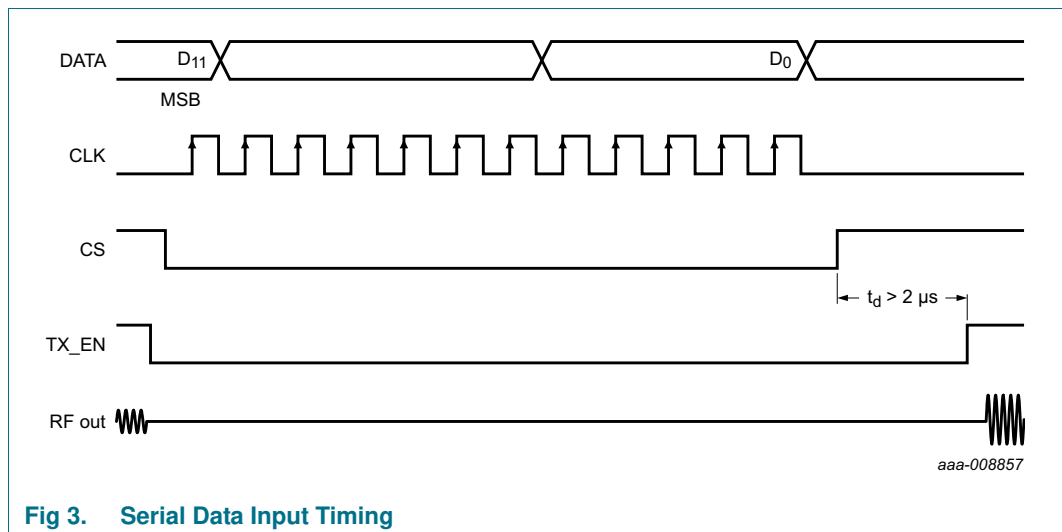 DATA
D11
D0
MSB
CLK
CS
td > 2 µs
TX_EN
RF out
aaa-008857
Fig 3. Serial Data Input Timing